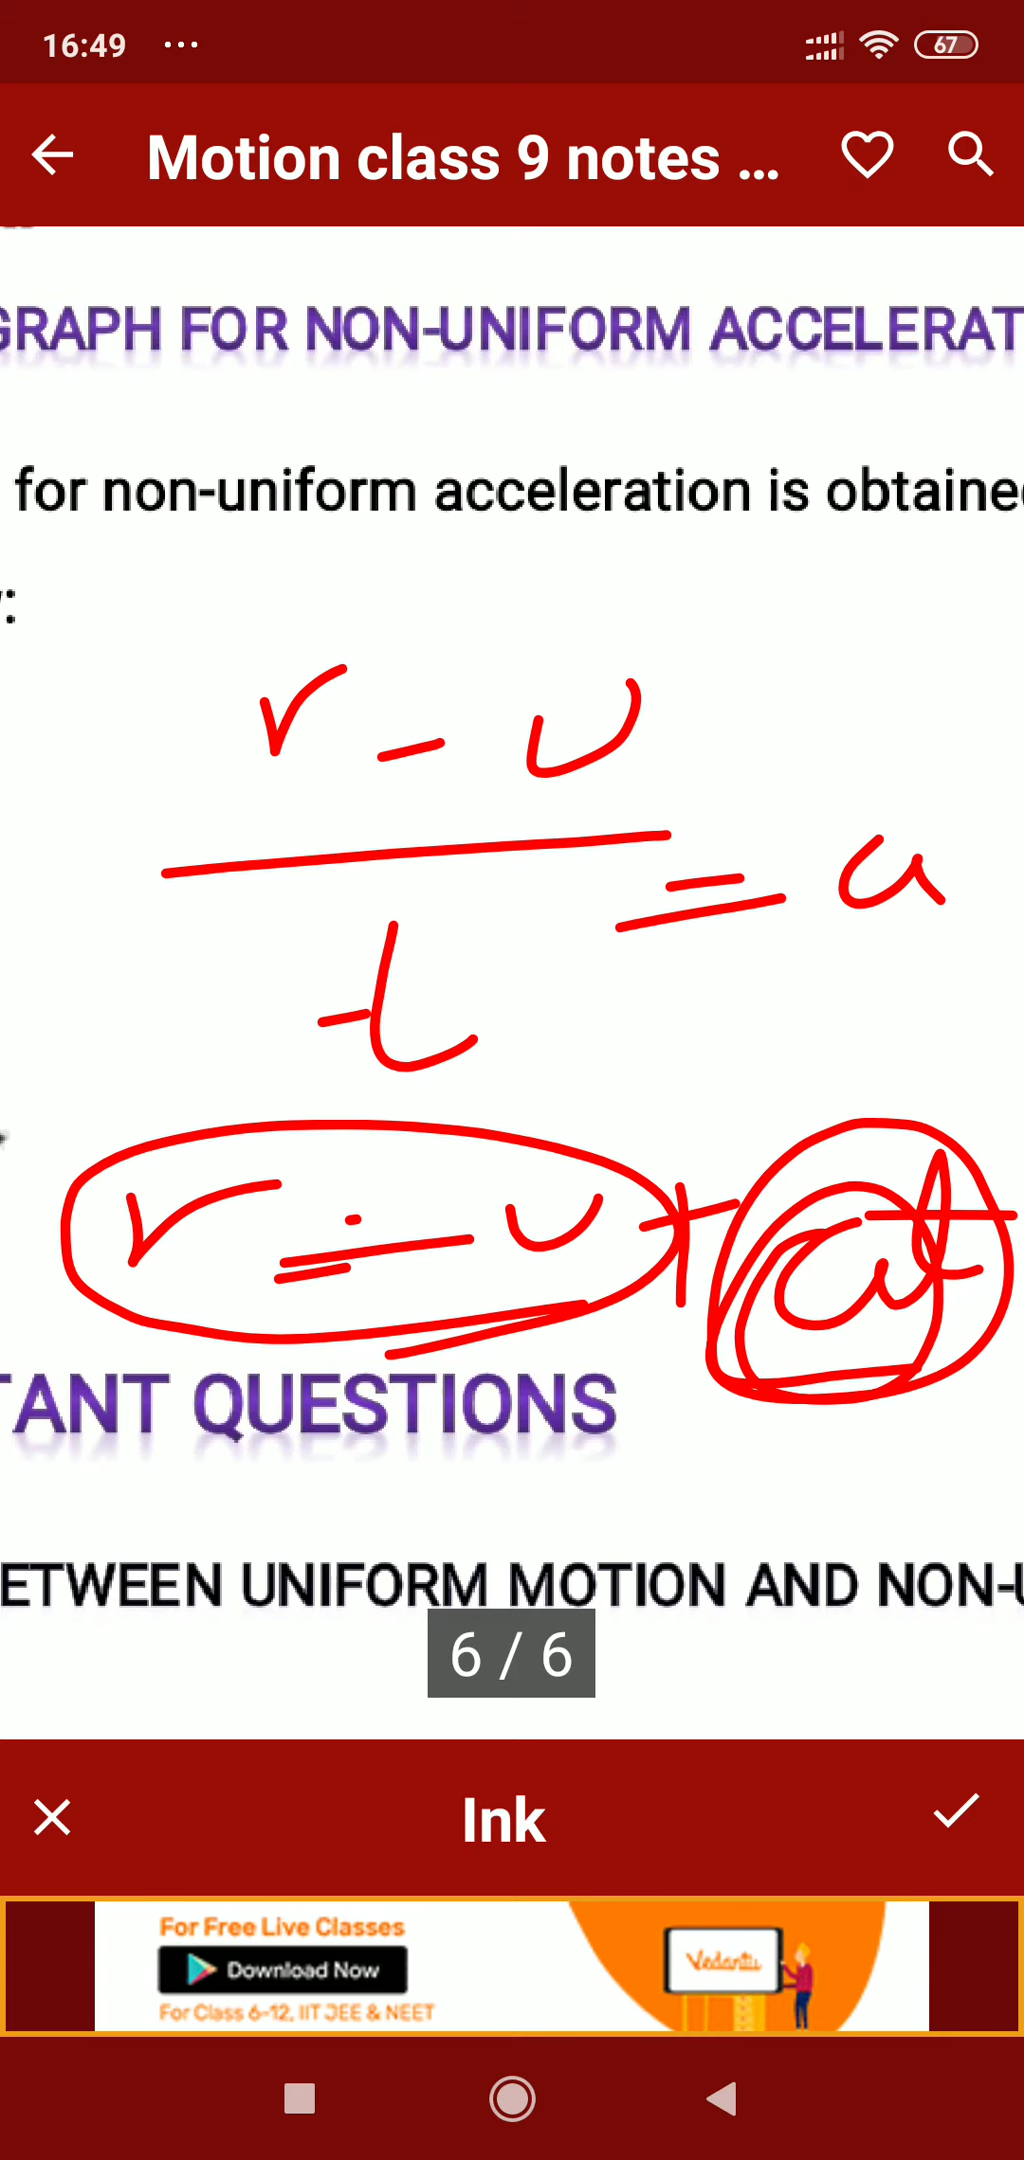 16:49 ... 67
Motion class 9 notes ...
GRAPH FOR NON-UNIFORM ACCELERAT
for non-uniform acceleration is obtained
:
v - u
= a
t
v = u + at
TANT QUESTIONS
ETWEEN UNIFORM MOTION AND NON-U
6 / 6
Ink
For Free Live Classes
Download Now
For Class 6-12, IIT JEE & NEET
Vedantu